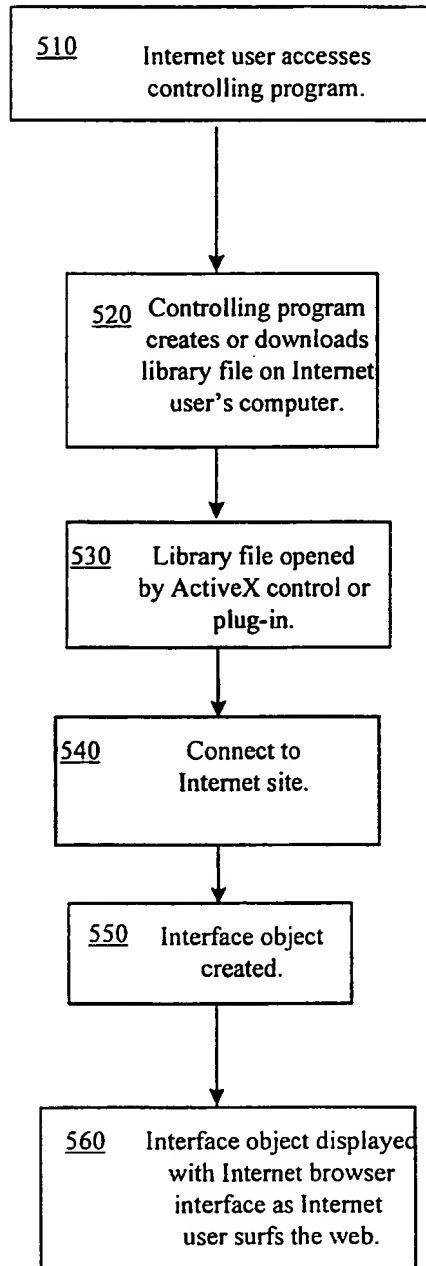 510 Internet user accesses
controlling program.
520 Controlling program
creates or downloads
library file on Internet
user's computer.
530 Library file opened
by ActiveX control or
plug-in.
540 Connect to
Internet site.
550 Interface object
created.
560 Interface object displayed
with Internet browser
interface as Internet
user surfs the web.